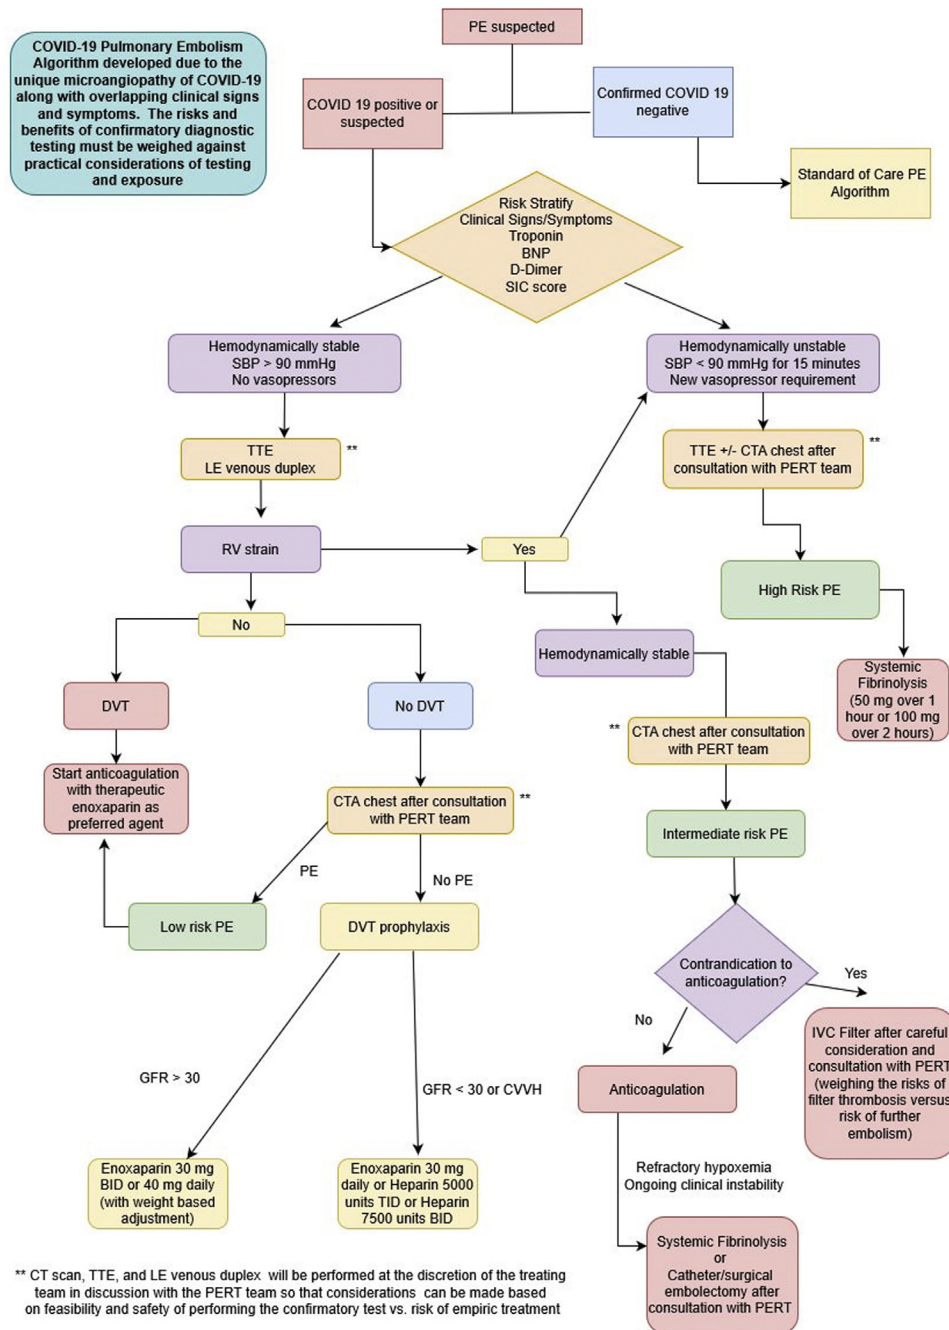 PE suspected
COVID-19 Pulmonary Embolism
Algorithm developed due to the
unique microangiopathy of COVID-19
along with overlapping clinical signs
and symptoms. The risks and
benefits of confirmatory diagnostic
testing must be weighed against
practical considerations of testing
and exposure
COVID 19 positive or
suspected
Confirmed COVID 19
negative
Standard of Care PE
Algorithm
Risk Stratify
Clinical Signs/Symptoms
Troponin
BNP
D-Dimer
SIC score
Hemodynamically stable
SBP > 90 mmHg
No vasopressors
Hemodynamically unstable
SBP < 90 mmHg for 15 minutes
New vasopressor requirement
TTE
LE venous duplex
**
TTE +/- CTA chest after
consultation with PERT team
**
RV strain
Yes
High Risk PE
No
Hemodynamically stable
Systemic
Fibrinolysis
(50 mg over 1
hour or 100 mg
over 2 hours)
DVT
No DVT
**
CTA chest after consultation
with PERT team
Start anticoagulation
with therapeutic
enoxaparin as
preferred agent
CTA chest after consultation
with PERT team
**
Intermediate risk PE
PE
No PE
Low risk PE
DVT prophylaxis
Contrandication to
anticoagulation?
Yes
No
IVC Filter after careful
consideration and
consultation with PERT
(weighing the risks of
filter thrombosis versus
risk of further
embolism)
GFR > 30
GFR < 30 or CVVH
Anticoagulation
Enoxaparin 30 mg
BID or 40 mg daily
(with weight based
adjustment)
Enoxaparin 30 mg
daily or Heparin 5000
units TID or Heparin
7500 units BID
Refractory hypoxemia
Ongoing clinical instability
Systemic Fibrinolysis
or
Catheter/surgical
embolectomy after
consultation with PERT
** CT scan, TTE, and LE venous duplex will be performed at the discretion of the treating
team in discussion with the PERT team so that considerations can be made based
on feasibility and safety of performing the confirmatory test vs. risk of empiric treatment